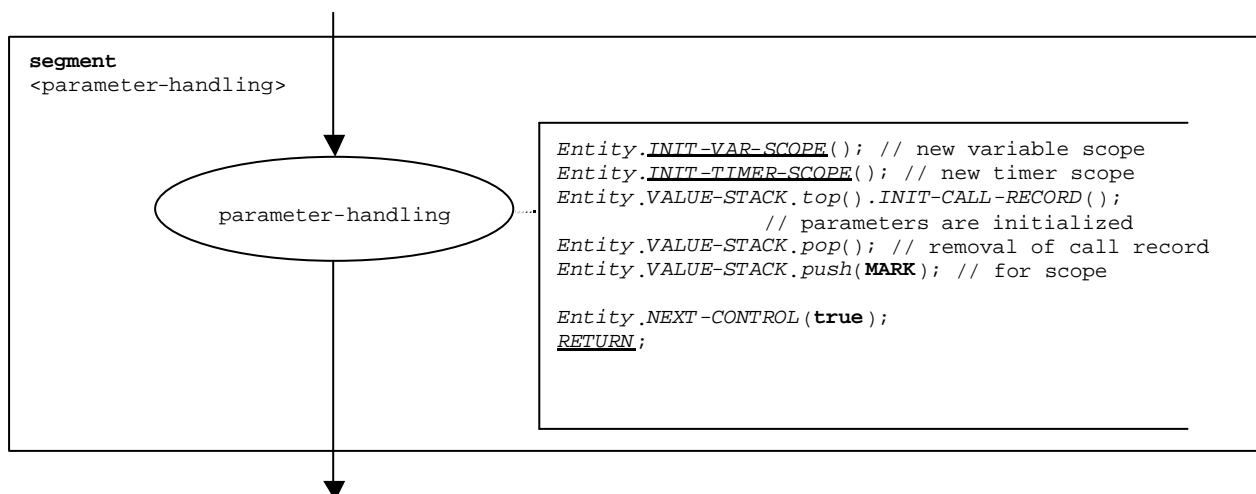 segment
<parameter-handling>
parameter-handling
Entity.INIT-VAR-SCOPE(); // new variable scope
Entity.INIT-TIMER-SCOPE(); // new timer scope
Entity.VALUE-STACK.top().INIT-CALL-RECORD();
// parameters are initialized
Entity.VALUE-STACK.pop(); // removal of call record
Entity.VALUE-STACK.push(MARK); // for scope
Entity.NEXT-CONTROL(true);
RETURN;